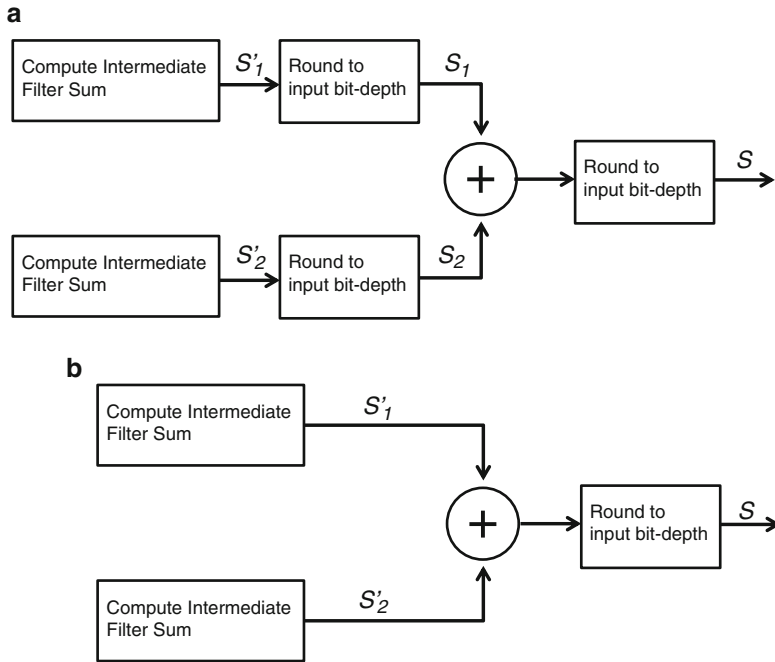 a
Compute Intermediate
Filter Sum
S'1
Round to
input bit-depth
S1
+
Round to
input bit-depth
S
Compute Intermediate
Filter Sum
S'2
Round to
input bit-depth
S2
b
Compute Intermediate
Filter Sum
S'1
+
Round to
input bit-depth
S
Compute Intermediate
Filter Sum
S'2